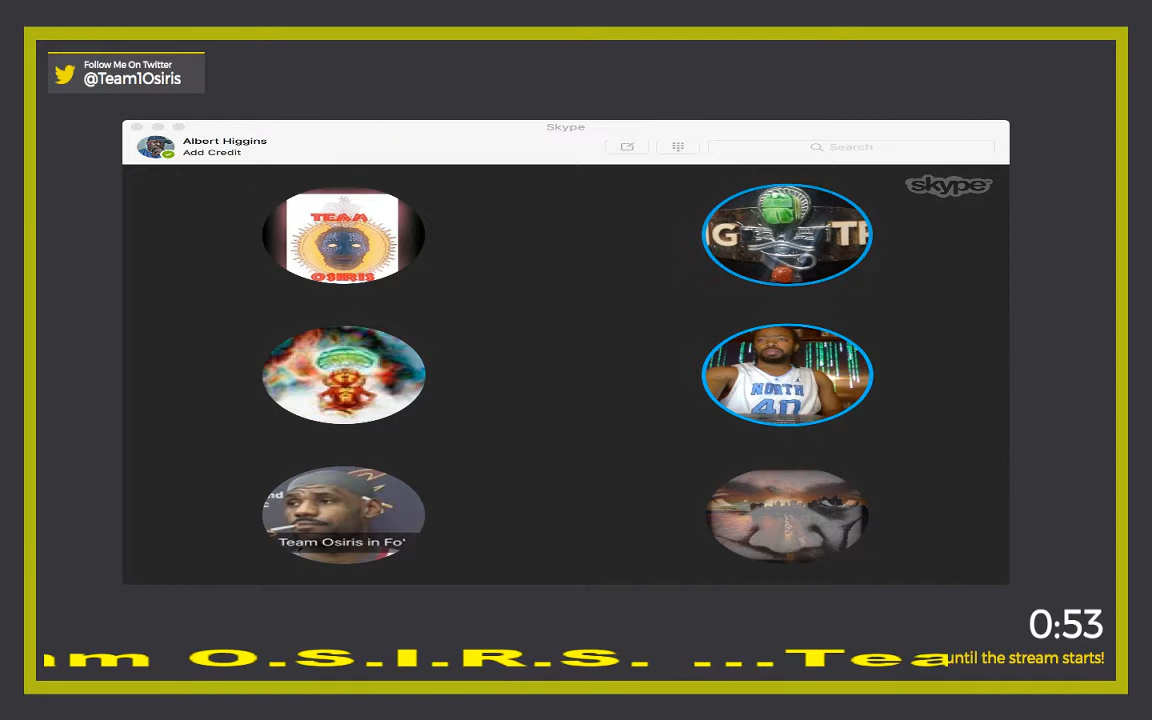 Follow Me On Twitter
@Team1Osiris
Skype
Albert Higgins
Add Credit
Search
skype
TEAM
OSIRIS
NORTH
40
Team Osiris in Fo'
0:53
am O.S.I.R.S. ...Tea
until the stream starts!